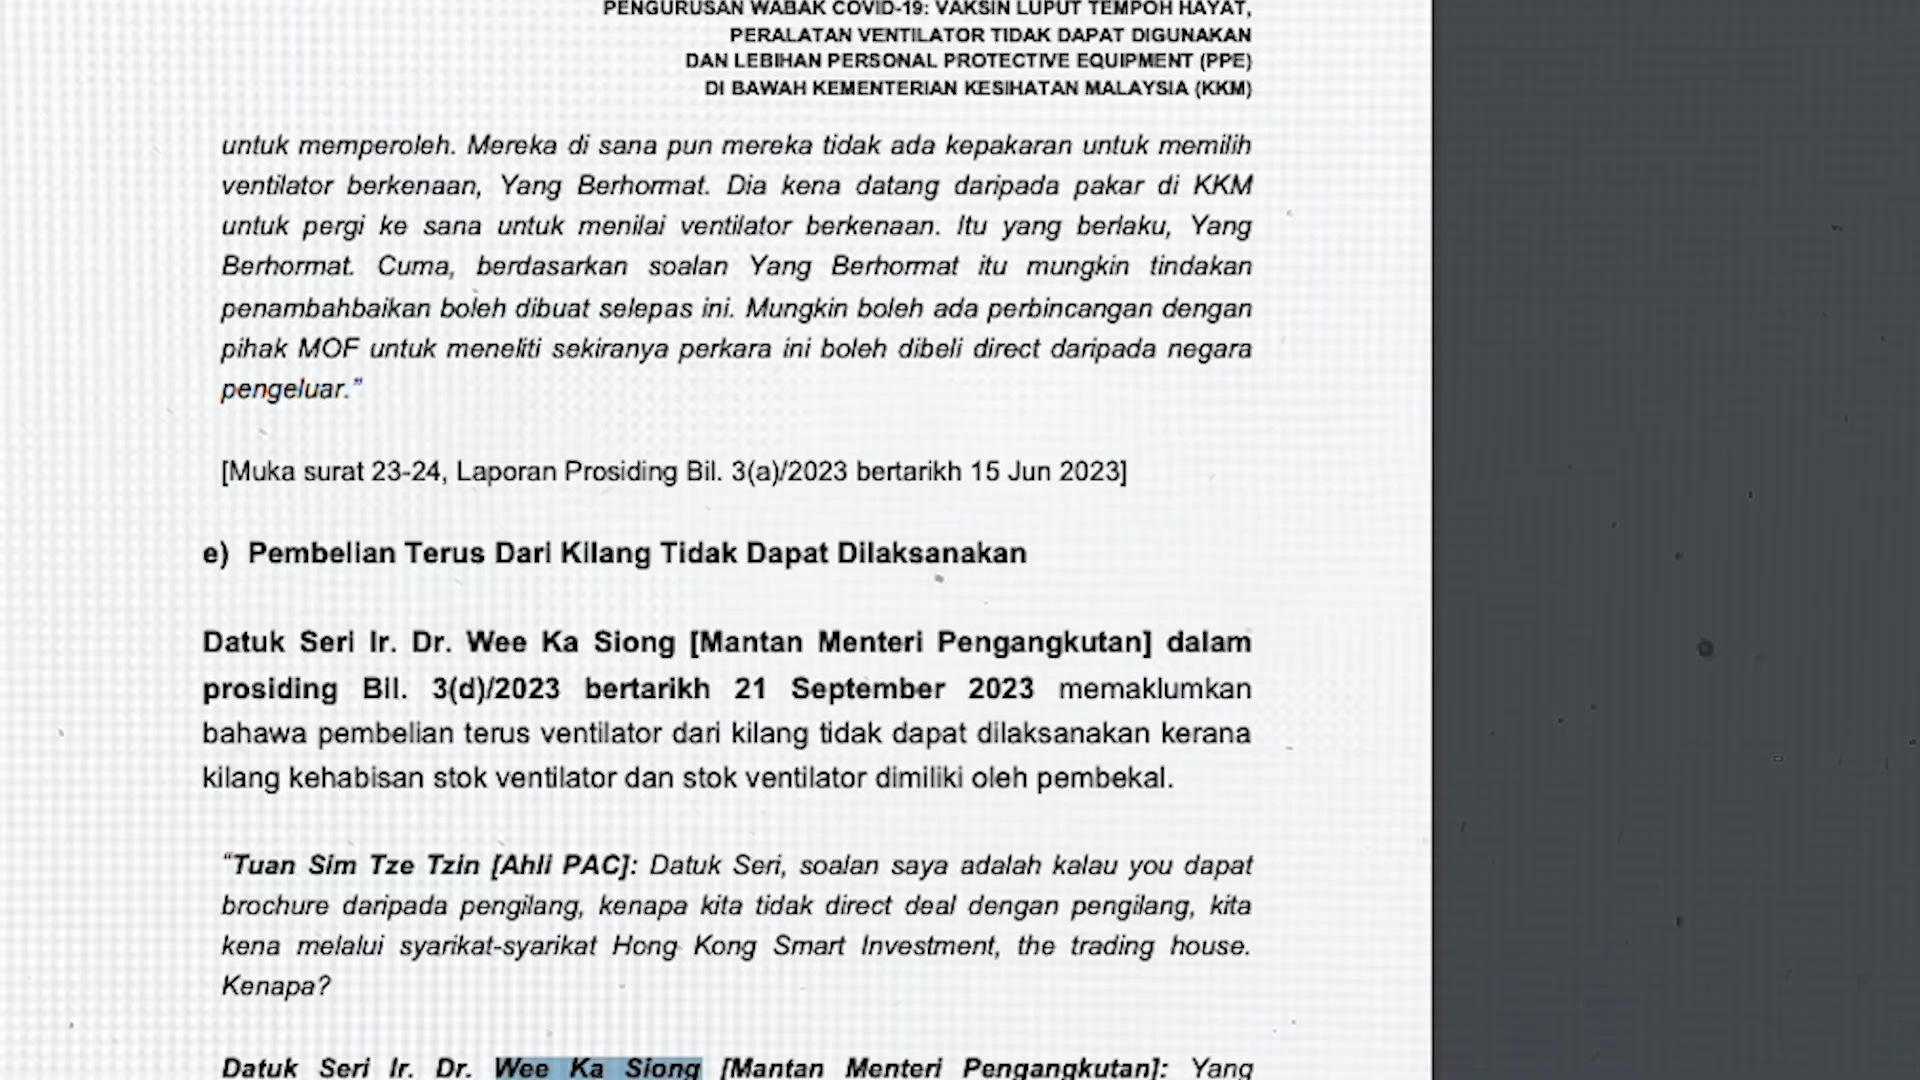 PENGURUSAN WABAK COVID-19: VAKSIN LUPUT TEMPOH HAYAT,
PERALATAN VENTILATOR TIDAK DAPAT DIGUNAKAN
DAN LEBIHAN PERSONAL PROTECTIVE EQUIPMENT (PPE)
DI BAWAH KEMENTERIAN KESIHATAN MALAYSIA (KKM)
untuk memperoleh. Mereka di sana pun mereka tidak ada kepakaran untuk memilih
ventilator berkenaan, Yang Berhormat. Dia kena datang daripada pakar di KKM
untuk pergi ke sana untuk menilai ventilator berkenaan. Itu yang berlaku, Yang
Berhormat. Cuma, berdasarkan soalan Yang Berhormat itu mungkin tindakan
penambahbaikan boleh dibuat selepas ini. Mungkin boleh ada perbincangan dengan
pihak MOF untuk meneliti sekiranya perkara ini boleh dibeli direct daripada negara
pengeluar.”
[Muka surat 23-24, Laporan Prosiding Bil. 3(a)/2023 bertarikh 15 Jun 2023]
e) Pembelian Terus Dari Kilang Tidak Dapat Dilaksanakan
Datuk Seri Ir. Dr. Wee Ka Siong [Mantan Menteri Pengangkutan] dalam
prosiding Bil. 3(d)/2023 bertarikh 21 September 2023 memaklumkan
bahawa pembelian terus ventilator dari kilang tidak dapat dilaksanakan kerana
kilang kehabisan stok ventilator dan stok ventilator dimiliki oleh pembekal.
“Tuan Sim Tze Tzin [Ahli PAC]: Datuk Seri, soalan saya adalah kalau you dapat
brochure daripada pengilang, kenapa kita tidak direct deal dengan pengilang, kita
kena melalui syarikat-syarikat Hong Kong Smart Investment, the trading house.
Kenapa?
Datuk Seri Ir. Dr. Wee Ka Siong [Mantan Menteri Pengangkutan]: Yang